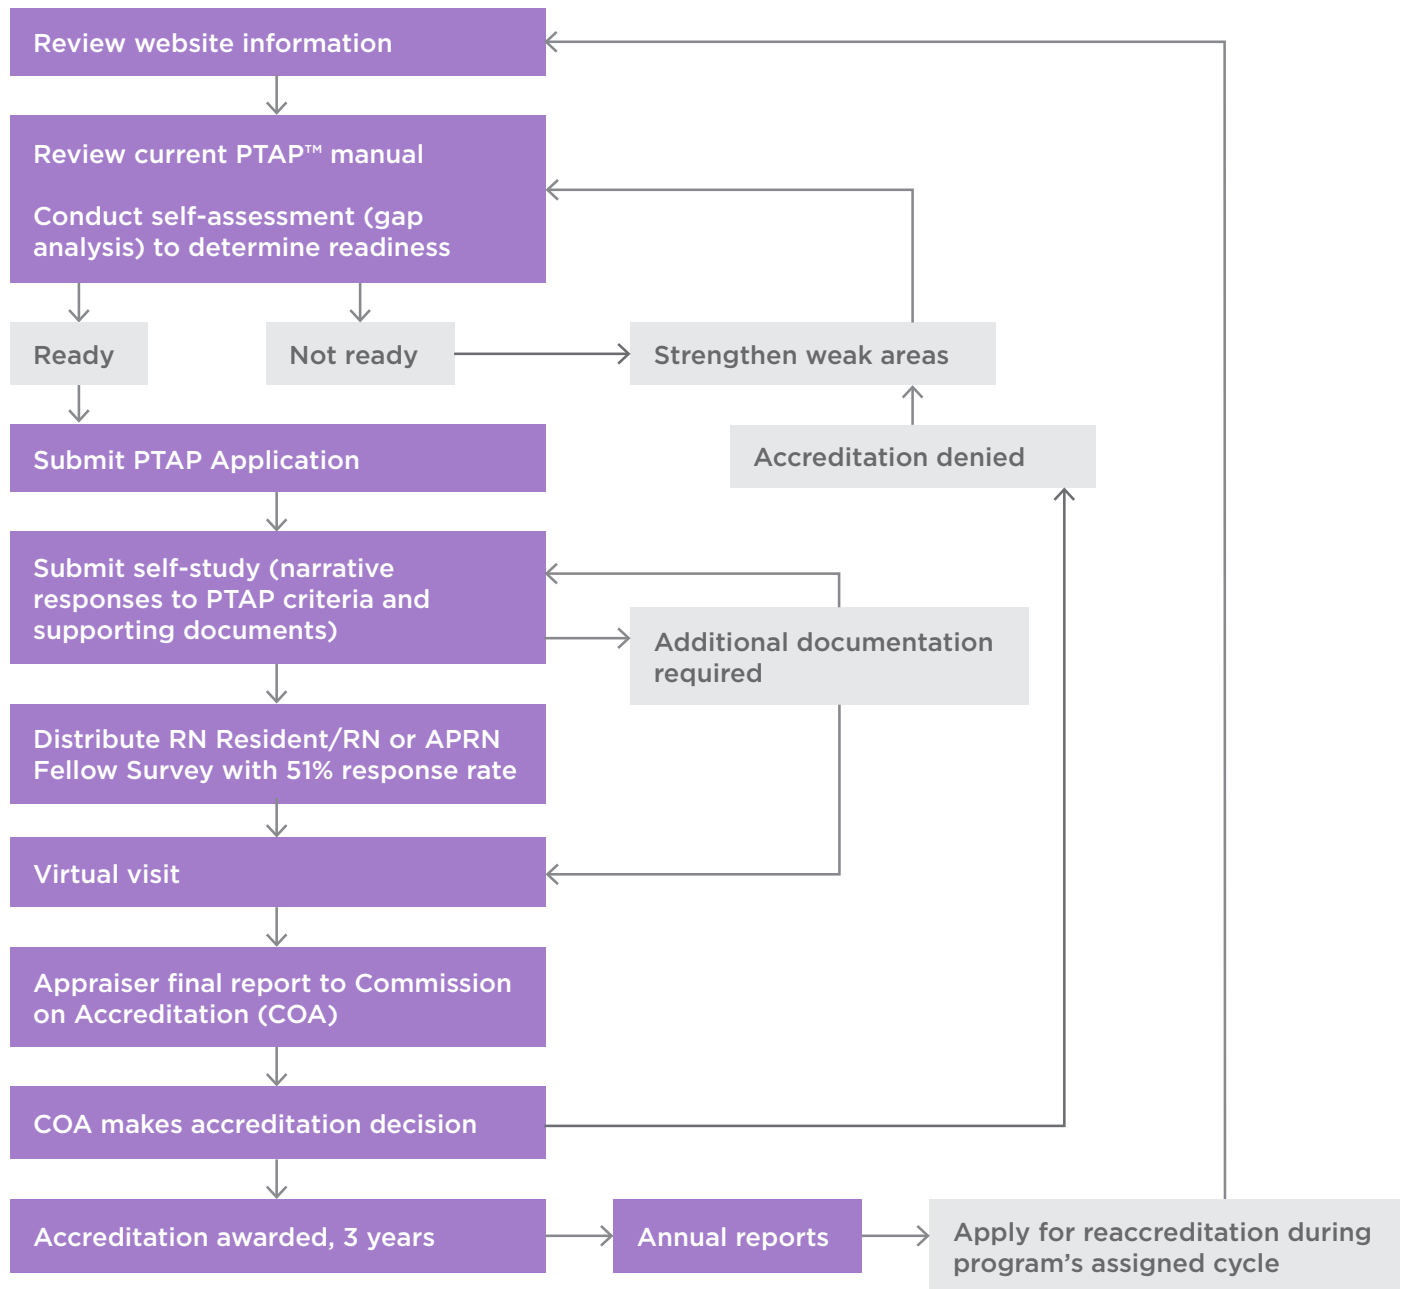 Review website information
Review current PTAP™ manual
Conduct self-assessment (gap
analysis) to determine readiness
Ready
Not ready
Strengthen weak areas
Submit PTAP Application
Accreditation denied
Submit self-study (narrative
responses to PTAP criteria and
supporting documents)
Additional documentation
required
Distribute RN Resident/RN or APRN
Fellow Survey with 51% response rate
Virtual visit
Appraiser final report to Commission
on Accreditation (COA)
COA makes accreditation decision
Accreditation awarded, 3 years
Annual reports
Apply for reaccreditation during
program’s assigned cycle